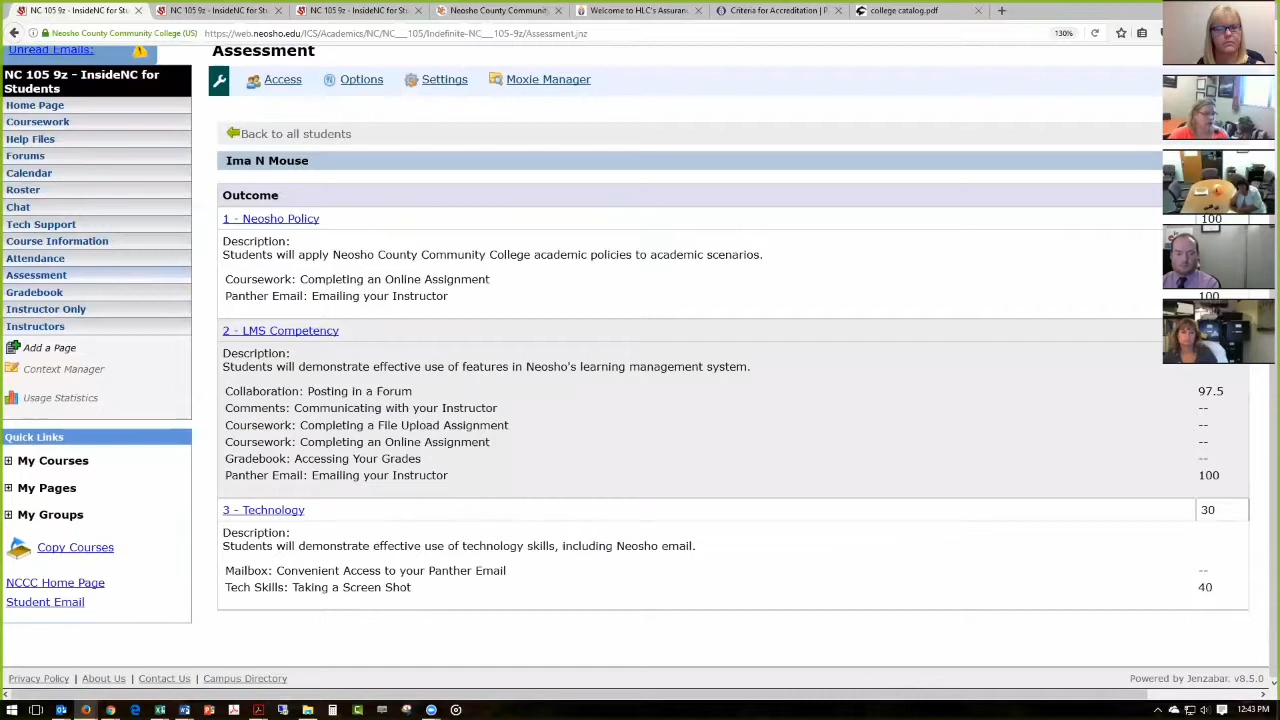 NC 105 9z - InsideNC for Stu
NC 105 9z - InsideNC for Stu
NC 105 9z - InsideNC for Stu
Neosho County Communit
Welcome to HLC's Assuran
Criteria for Accreditation | P
college catalog.pdf
Neosho County Community College (US)
https://web.neosho.edu/ICS/Academics/NC/NC__105/Indefinite-NC__105-9z/Assessment.jnz
130%
Unread Emails:
NC 105 9z - InsideNC for
Students
Home Page
Coursework
Help Files
Forums
Calendar
Roster
Chat
Tech Support
Course Information
Attendance
Assessment
Gradebook
Instructor Only
Instructors
Add a Page
Context Manager
Usage Statistics
Quick Links
My Courses
My Pages
My Groups
Copy Courses
NCCC Home Page
Student Email
Assessment
Access
Options
Settings
Moxie Manager
Back to all students
Ima N Mouse
Outcome
1 - Neosho Policy
100
Description:
Students will apply Neosho County Community College academic policies to academic scenarios.
Coursework: Completing an Online Assignment
Panther Email: Emailing your Instructor
100
2 - LMS Competency
Description:
Students will demonstrate effective use of features in Neosho's learning management system.
Collaboration: Posting in a Forum 97.5
Comments: Communicating with your Instructor --
Coursework: Completing a File Upload Assignment --
Coursework: Completing an Online Assignment --
Gradebook: Accessing Your Grades --
Panther Email: Emailing your Instructor 100
3 - Technology 30
Description:
Students will demonstrate effective use of technology skills, including Neosho email.
Mailbox: Convenient Access to your Panther Email --
Tech Skills: Taking a Screen Shot 40
Privacy Policy | About Us | Contact Us | Campus Directory
Powered by Jenzabar. v8.5.0
12:43 PM